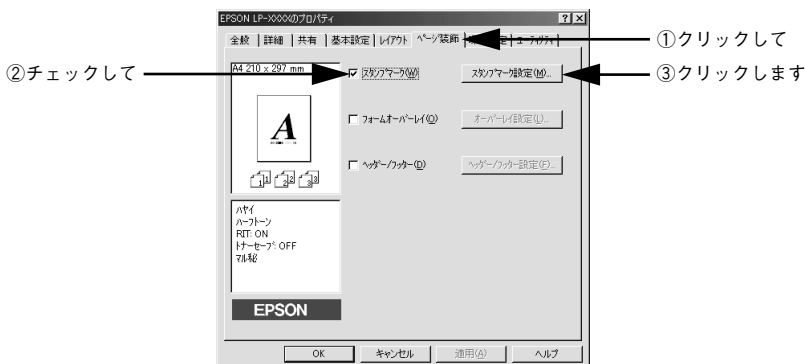 EPSON LP-XXXXのプロパティ
全般 詳細 共有 基本設定 レイアウト ページ装飾 ユーティリティ
①クリックして
②チェックして
③クリックします
A4 210 x 297 mm
スタンプマーク(W)
スタンプマーク設定(M)...
フォームオーバーレイ(O)
オーバーレイ設定(L)...
ヘッダー/フッター(D)
ヘッダー/フッター設定(F)...
A
1 1 2 2 3 3
ハヤイ
ハーフトーン
RIT: ON
トナーセーブ: OFF
マル秘
EPSON
OK キャンセル 適用(A) ヘルプ